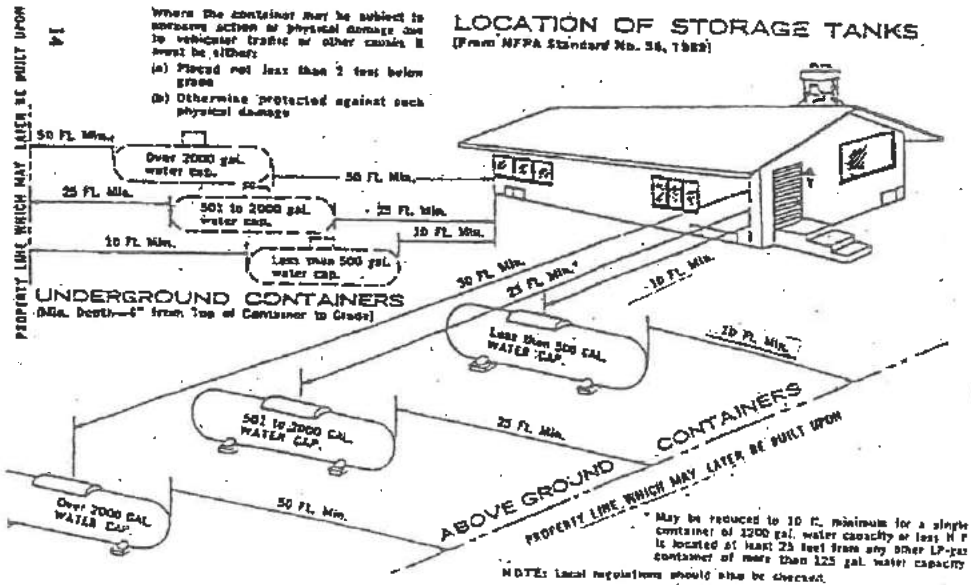 14
Where the container may be subject to
abrasive action or physical damage due
to vehicular traffic or other causes it
must be either:
(a) Placed not less than 2 feet below
grade
(b) Otherwise protected against such
physical damage
LOCATION OF STORAGE TANKS
(From NFPA Standard No. 58,
PROPERTY LINE WHICH MAY LATER BE BUILT UPON
50 Ft. Min.
Over 2000 gal.
water cap.
50 Ft. Min.
25 Ft. Min.
501 to 2000 gal.
water cap.
25 Ft. Min.
10 Ft. Min.
Less than 500 gal.
water cap.
10 Ft. Min.
UNDERGROUND CONTAINERS
(Min. Depth—6" from Top of Container to Grade)
50 Ft. Min.
25 Ft. Min.*
10 Ft. Min.
Less than 500 GAL.
WATER CAP.
10 Ft. Min.
501 to 2000 GAL.
WATER CAP.
25 Ft. Min.
Over 2000 GAL.
WATER CAP.
50 Ft. Min.
ABOVE GROUND CONTAINERS
PROPERTY LINE WHICH MAY LATER BE BUILT UPON
* May be reduced to 10 ft. minimum for a single
container of 1200 gal. water capacity or less if it
is located at least 25 feet from any other LP-gas
container of more than 125 gal. water capacity
NOTE: Local regulations should also be checked.